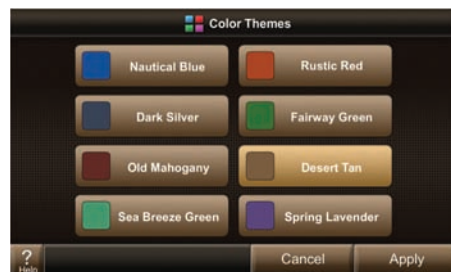 Color Themes
Nautical Blue
Rustic Red
Dark Silver
Fairway Green
Old Mahogany
Desert Tan
Sea Breeze Green
Spring Lavender
?
Help
Cancel
Apply